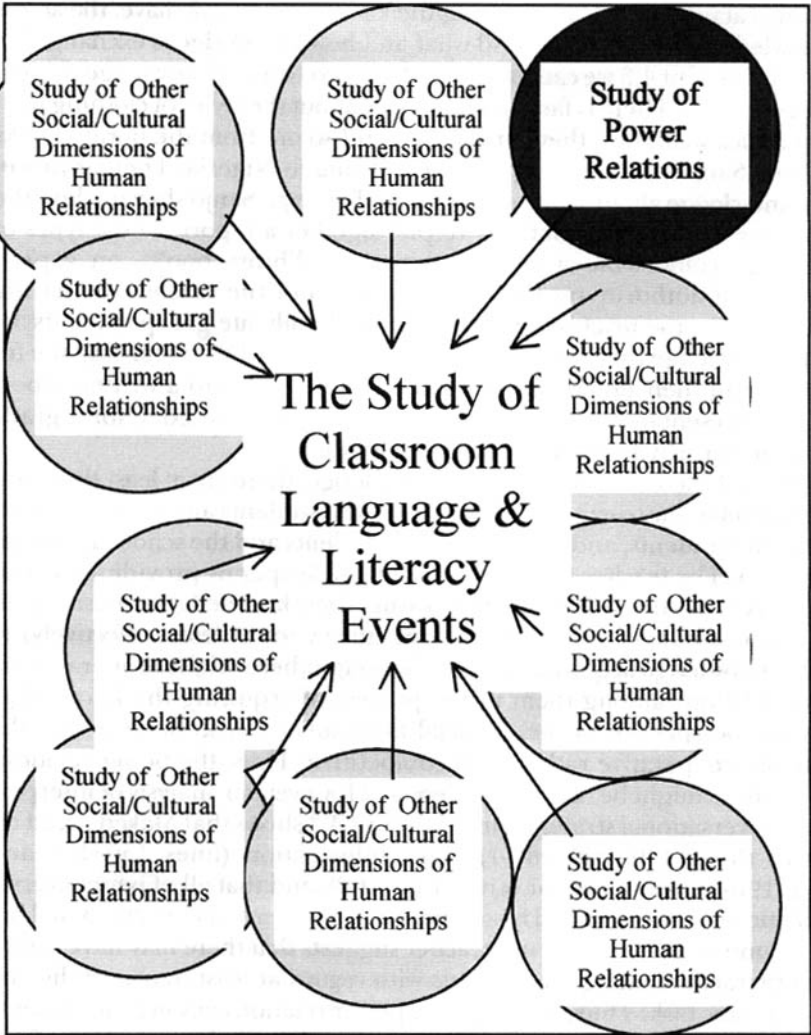 Study of Other
Social/Cultural
Dimensions of
Human
Relationships
Study of Other
Social/Cultural
Dimensions of
Human
Relationships
Study of
Power
Relations
Study of Other
Social/Cultural
Dimensions of
Human
Relationships
The Study of
Classroom
Language &
Literacy
Events
Study of Other
Social/Cultural
Dimensions of
Human
Relationships
Study of Other
Social/Cultural
Dimensions of
Human
Relationships
Study of Other
Social/Cultural
Dimensions of
Human
Relationships
Study of Other
Social/Cultural
Dimensions of
Human
Relationships
Study of Other
Social/Cultural
Dimensions of
Human
Relationships
Study of Other
Social/Cultural
Dimensions of
Human
Relationships